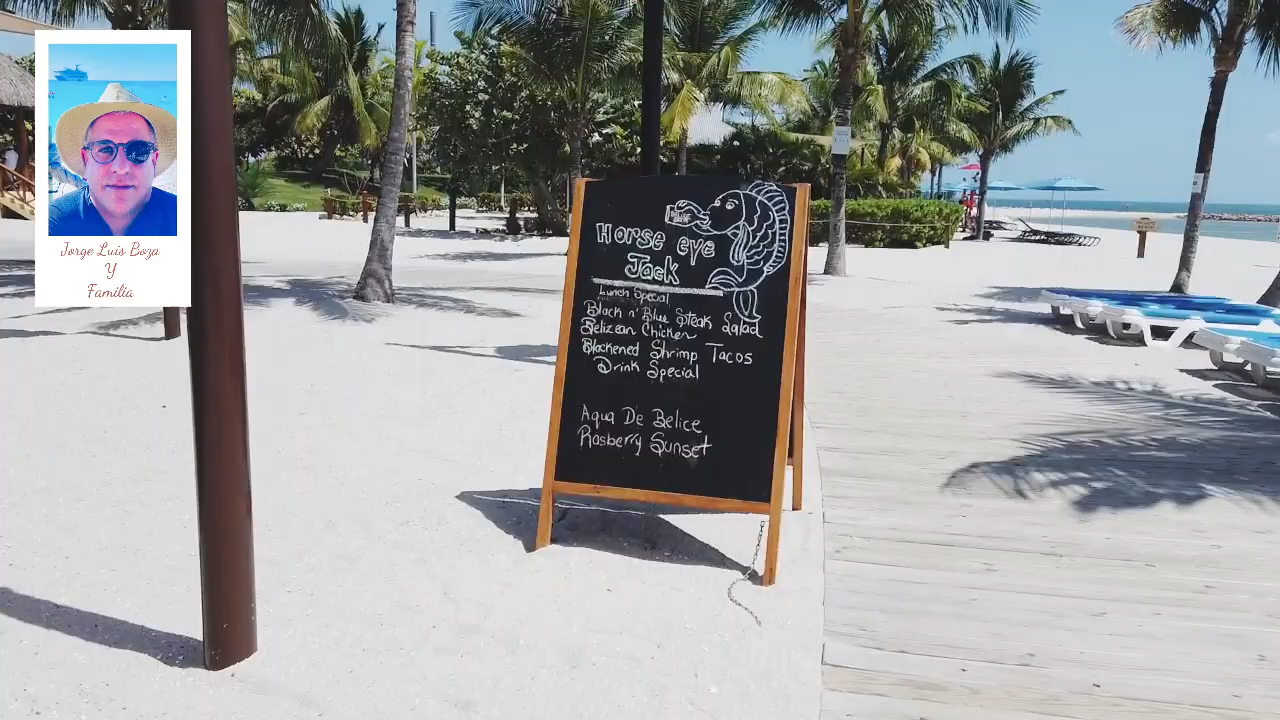 Jorge Luis Boza
Y
Familia
Horse eye
Jack
Lunch Special
Black n' Blue Steak Salad
Belizean Chicken
Blackened Shrimp Tacos
Drink Special
Aqua De Belice
Rasberry Sunset